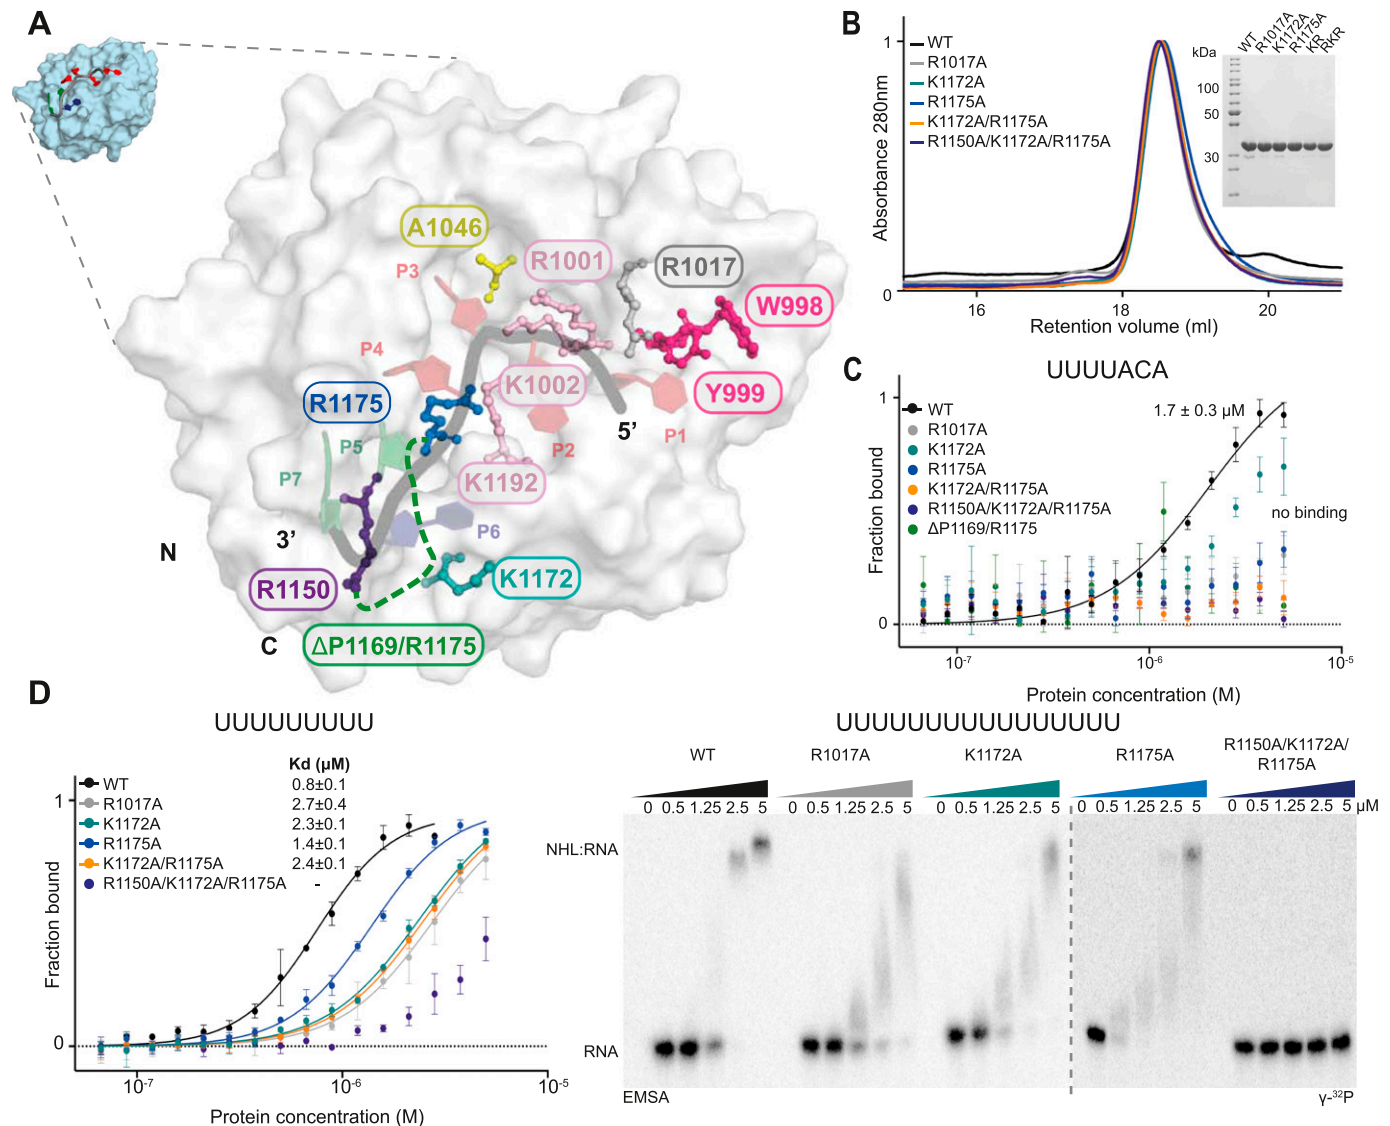 A
A1046
R1001
R1017
W998
Y999
P3
P4
K1002
R1175
5’
P1
P2
P5
P7
K1192
P6
3’
N
R1150
K1172
C
ΔP1169/R1175
B
Absorbance 280nm
1
0
WT
R1017A
K1172A
R1175A
K1172A/R1175A
R1150A/K1172A/R1175A
16
18
20
Retention volume (ml)
kDa
WT
R1017A
K1172A
R1175A
KR
RKR
100
50
30
C
UUUUACA
Fraction bound
1
0
WT
R1017A
K1172A
R1175A
K1172A/R1175A
R1150A/K1172A/R1175A
ΔP1169/R1175
1.7 ± 0.3 µM
no binding
10-7
10-6
10-5
Protein concentration (M)
D
UUUUUUUUU
Kd (µM)
WT 0.8±0.1
R1017A 2.7±0.4
K1172A 2.3±0.1
R1175A 1.4±0.1
K1172A/R1175A 2.4±0.1
R1150A/K1172A/R1175A -
Fraction bound
1
0
10-7
10-6
10-5
Protein concentration (M)
UUUUUUUUUUUUUUUU
WT R1017A K1172A R1175A R1150A/K1172A/
R1175A
0 0.5 1.25 2.5 5 0 0.5 1.25 2.5 5 0 0.5 1.25 2.5 5 0 0.5 1.25 2.5 5 0 0.5 1.25 2.5 5 µM
NHL:RNA
RNA
EMSA
γ-32P